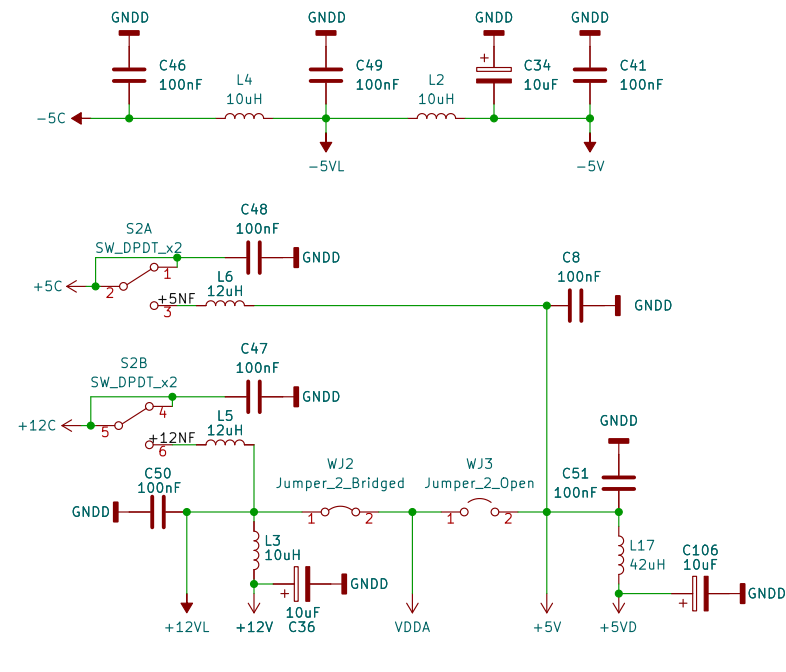 GNDD GNDD GNDD GNDD
C46
100nF
L4
10uH
C49
100nF
L2
10uH
+
C34
10uF
C41
100nF
-5C
-5VL
-5V
C48
100nF
GNDD
S2A
SW_DPDT_x2
1
2
+5C
+5NF
3
L6
12uH
C8
100nF
GNDD
C47
100nF
GNDD
S2B
SW_DPDT_x2
4
5
+12C
+12NF
6
L5
12uH
GNDD
C50
100nF
GNDD
WJ2
Jumper_2_Bridged
1 2
WJ3
Jumper_2_Open
1 2
C51
100nF
L3
10uH
GNDD
+
10uF
C36
L17
42uH
C106
10uF
+
GNDD
+12VL
+12V
VDDA
+5V
+5VD